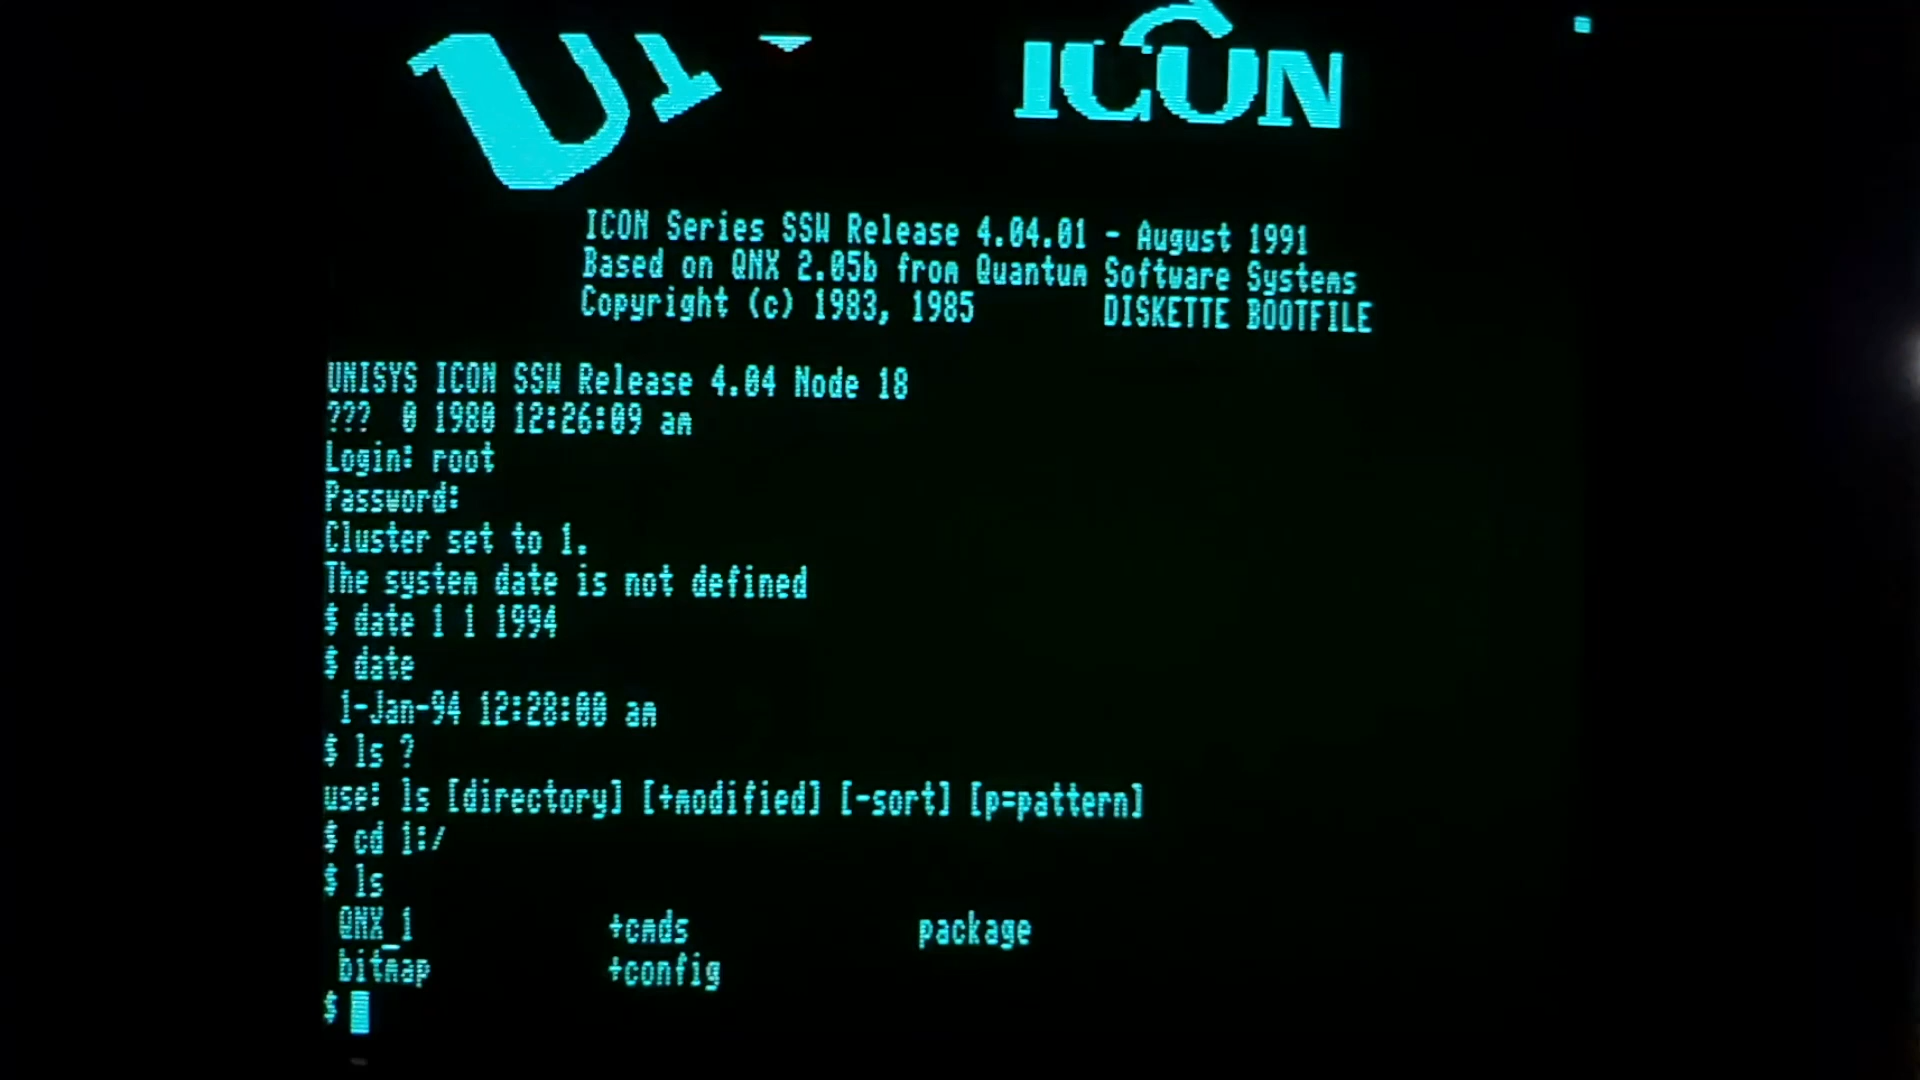 UI ICON
ICON Series SSW Release 4.04.01 - August 1991
Based on QNX 2.05b from Quantum Software Systems
Copyright (c) 1983, 1985 DISKETTE BOOTFILE
UNISYS ICON SSW Release 4.04 Node 18
??? 0 1980 12:26:09 am
Login: root
Password:
Cluster set to 1.
The system date is not defined
$ date 1 1 1994
$ date
1-Jan-94 12:28:00 am
$ ls ?
use: ls [directory] [+modified] [-sort] [p=pattern]
$ cd 1:/
$ ls
QNX_1 +cmds package
bitmap +config
$